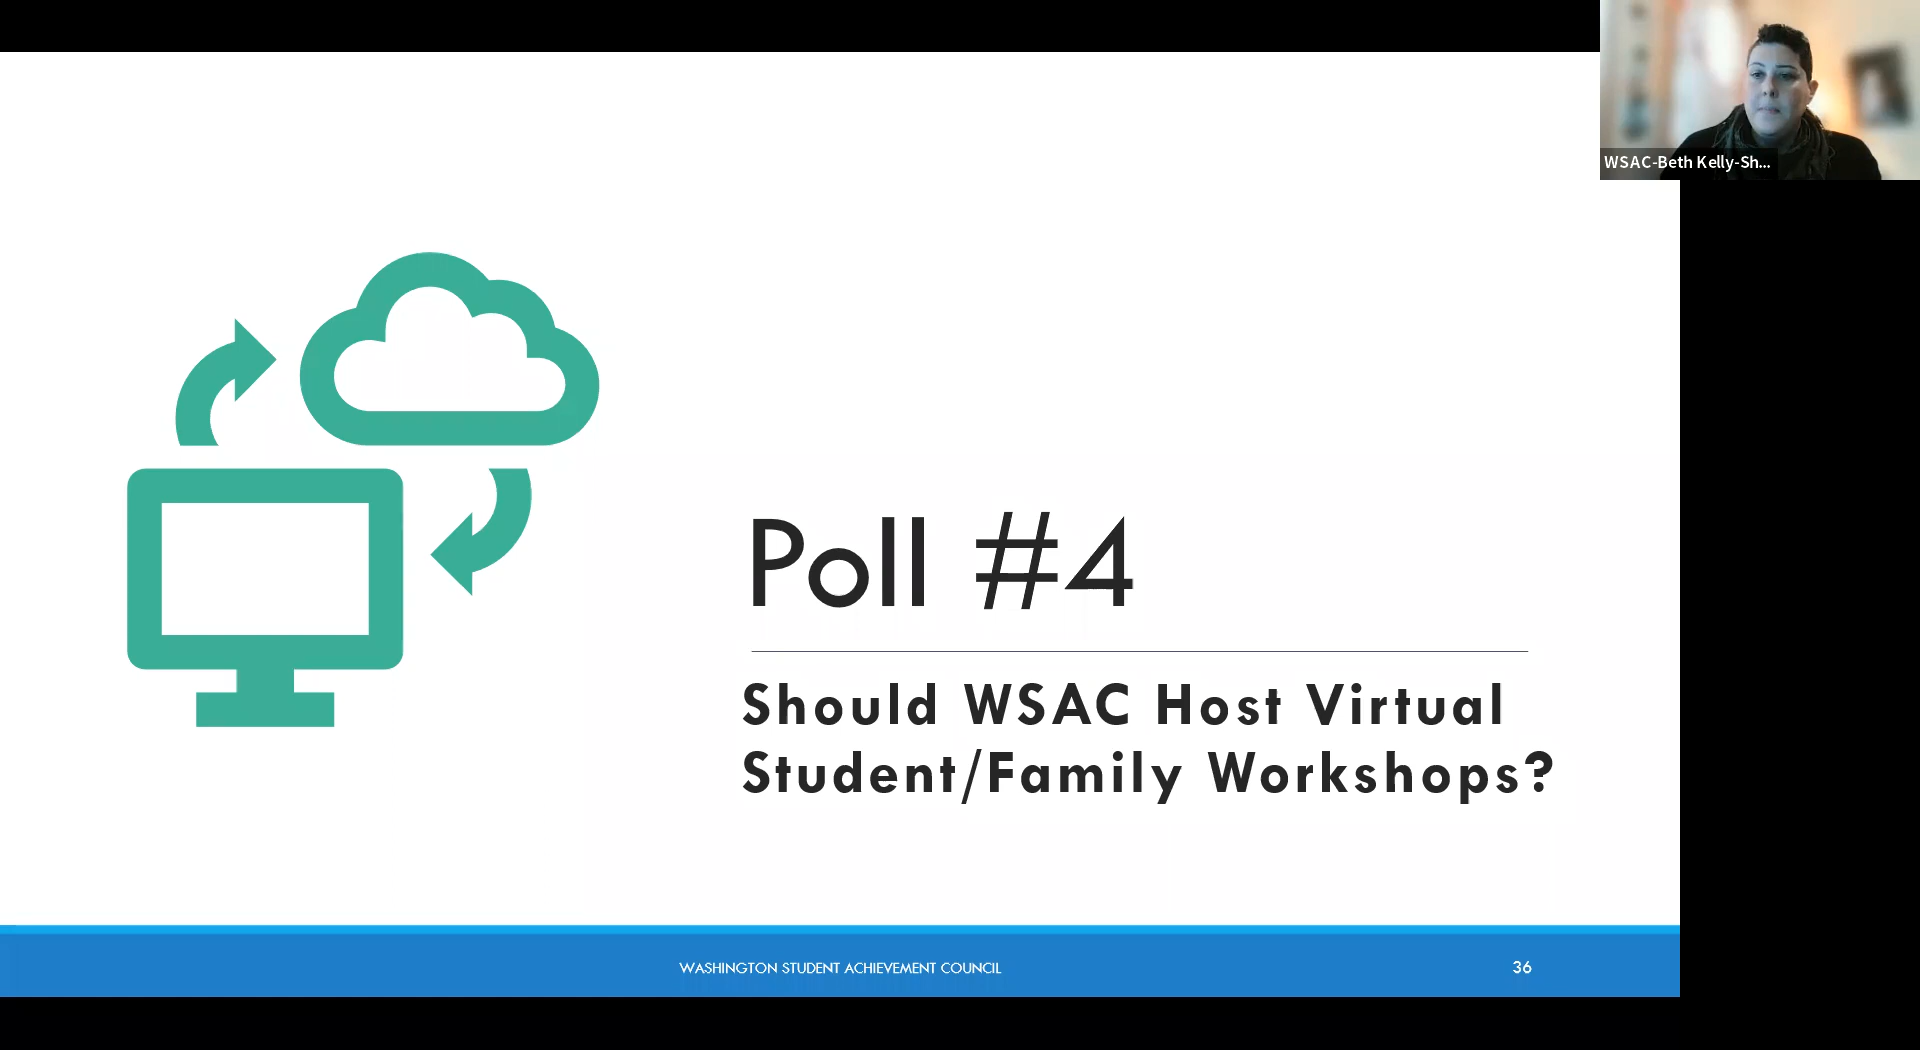 WSAC-Beth Kelly-Sh...
Poll #4
Should WSAC Host Virtual
Student/Family Workshops?
WASHINGTON STUDENT ACHIEVEMENT COUNCIL
36